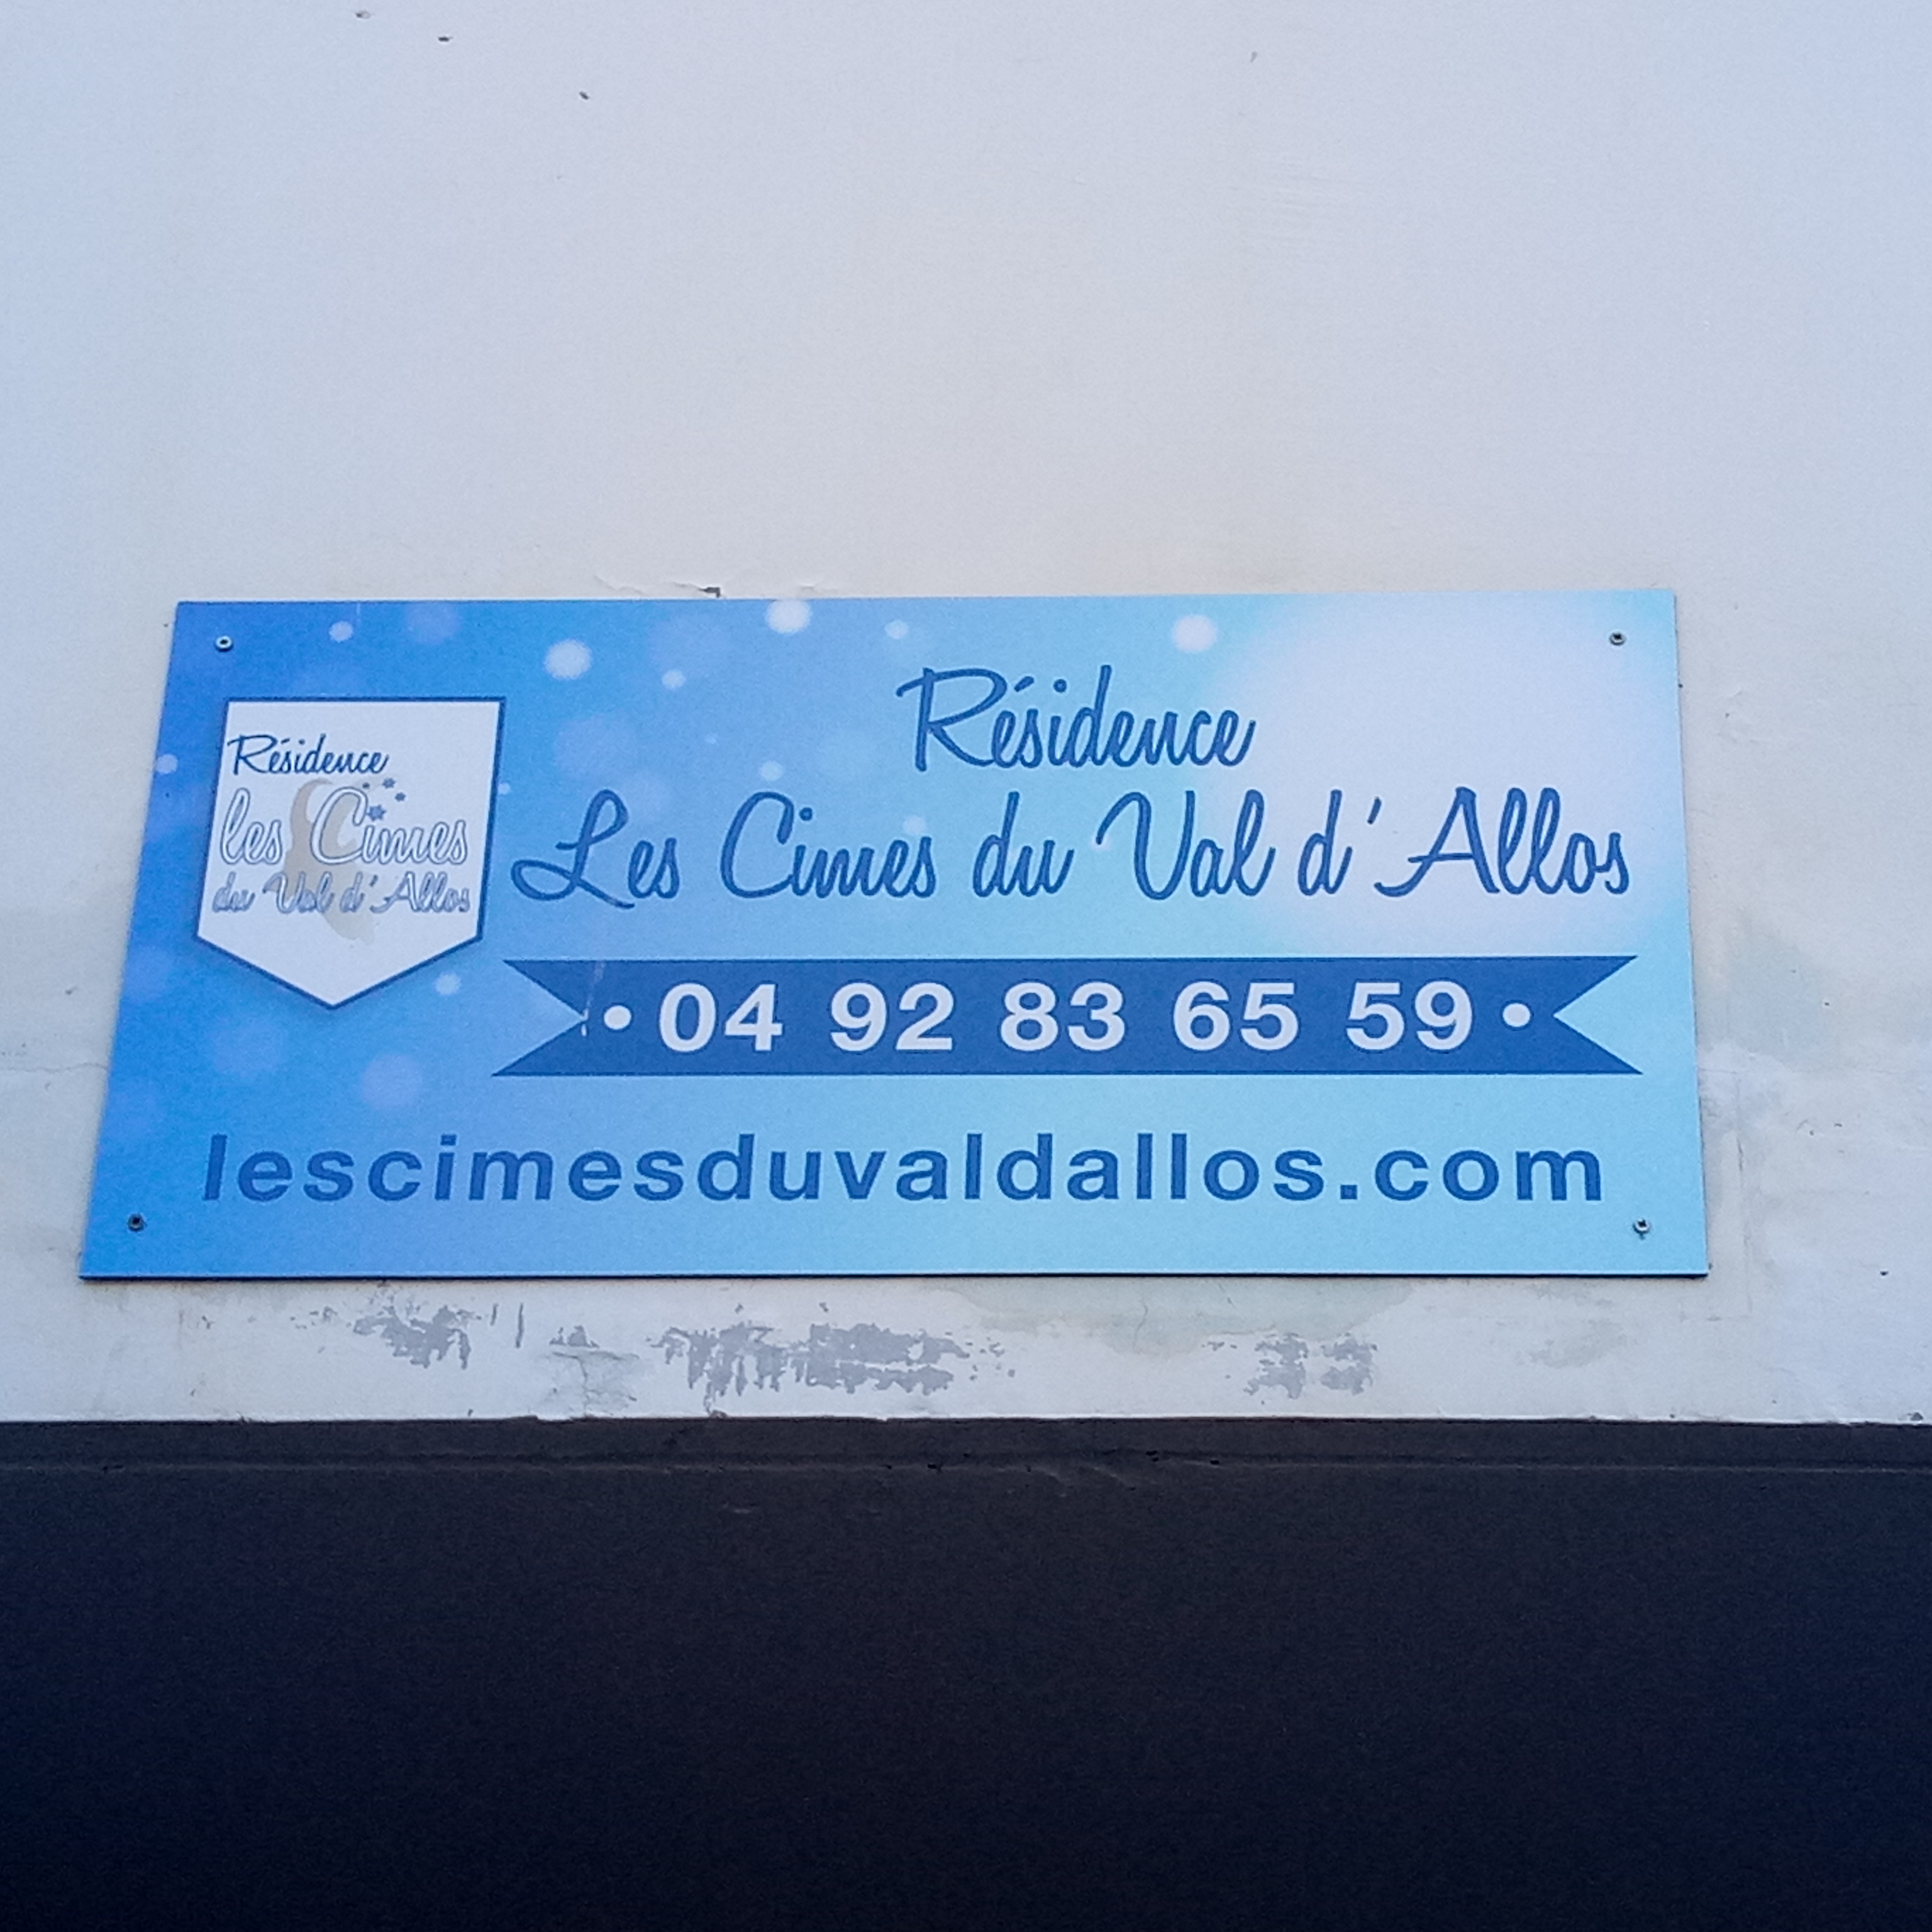 Résidence
les Cimes
du Val d'Allos
Résidence
Les Cimes du Val d'Allos
• 04 92 83 65 59 •
lescimesduvaldallos.com